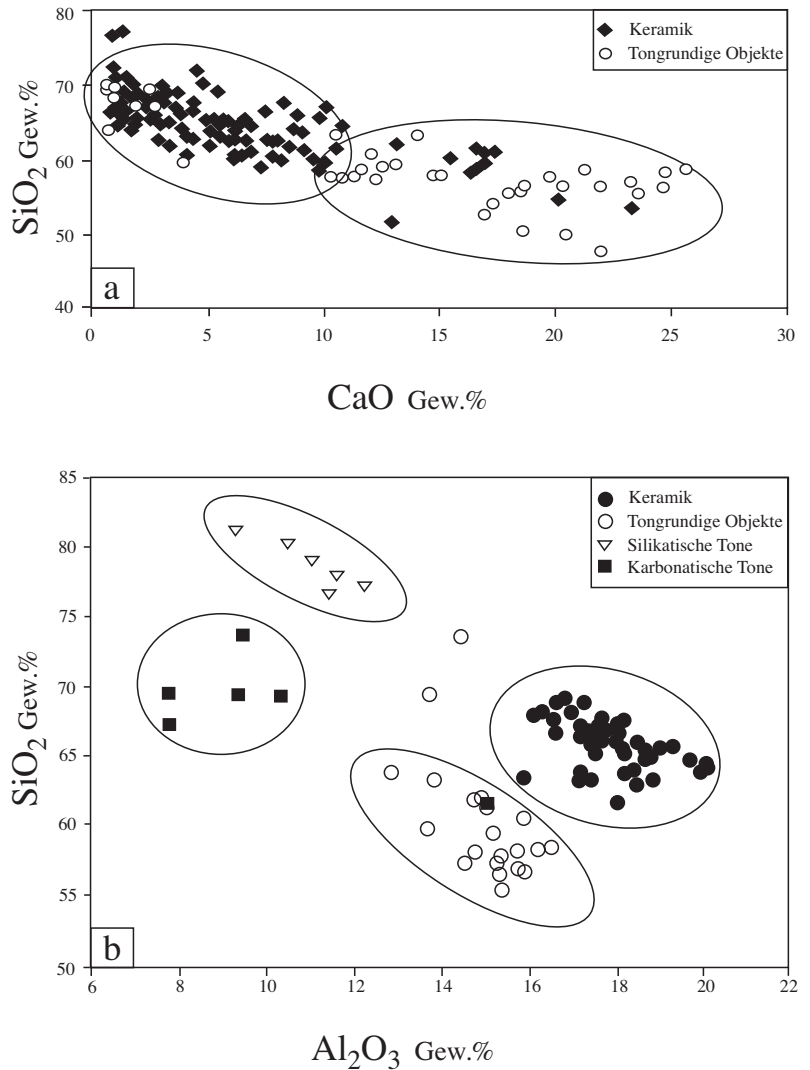 80
70
60
50
40
SiO2 Gew.%
Keramik
Tongrundige Objekte
a
0 5 10 15 20 25 30
CaO Gew.%
85
80
75
70
65
60
55
50
SiO2 Gew.%
Keramik
Tongrundige Objekte
Silikatische Tone
Karbonatische Tone
b
6 8 10 12 14 16 18 20 22
Al2O3 Gew.%